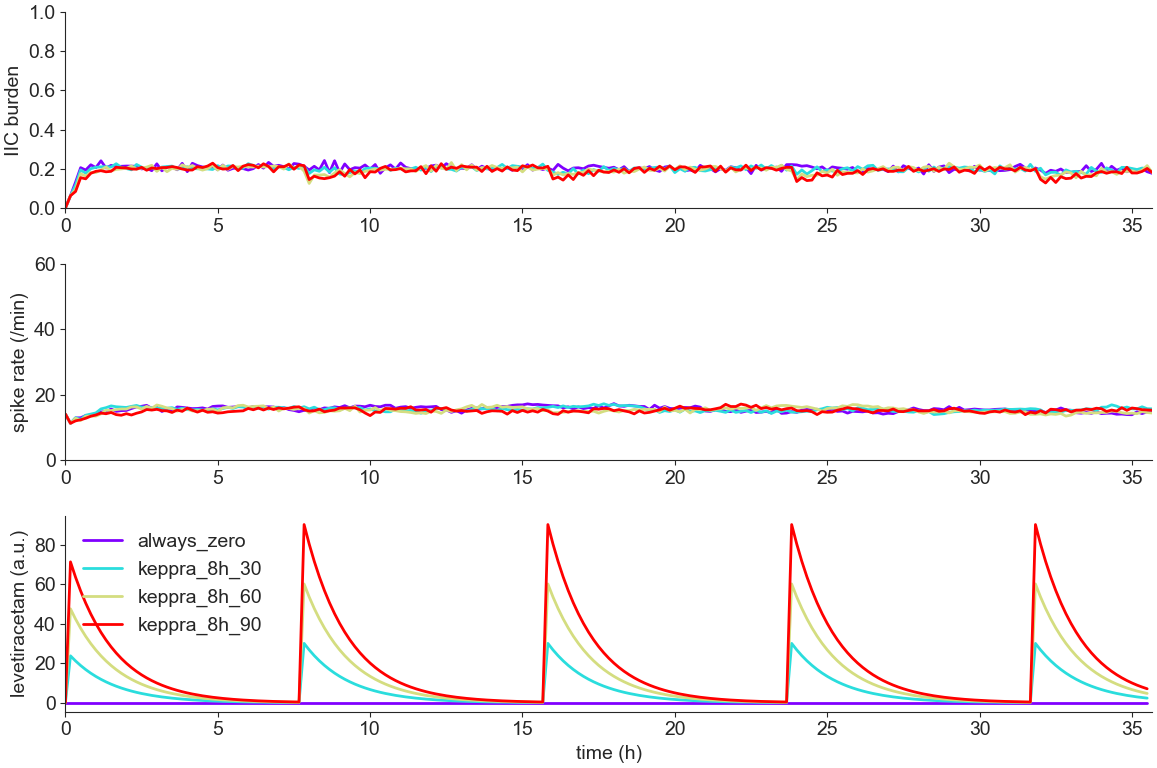 IIC burden
1.0
0.8
0.6
0.4
0.2
0.0
0 5 10 15 20 25 30 35
spike rate (/min)
60
40
20
0
0 5 10 15 20 25 30 35
levetiracetam (a.u.)
80
60
40
20
0
always_zero
keppra_8h_30
keppra_8h_60
keppra_8h_90
0 5 10 15 20 25 30 35
time (h)